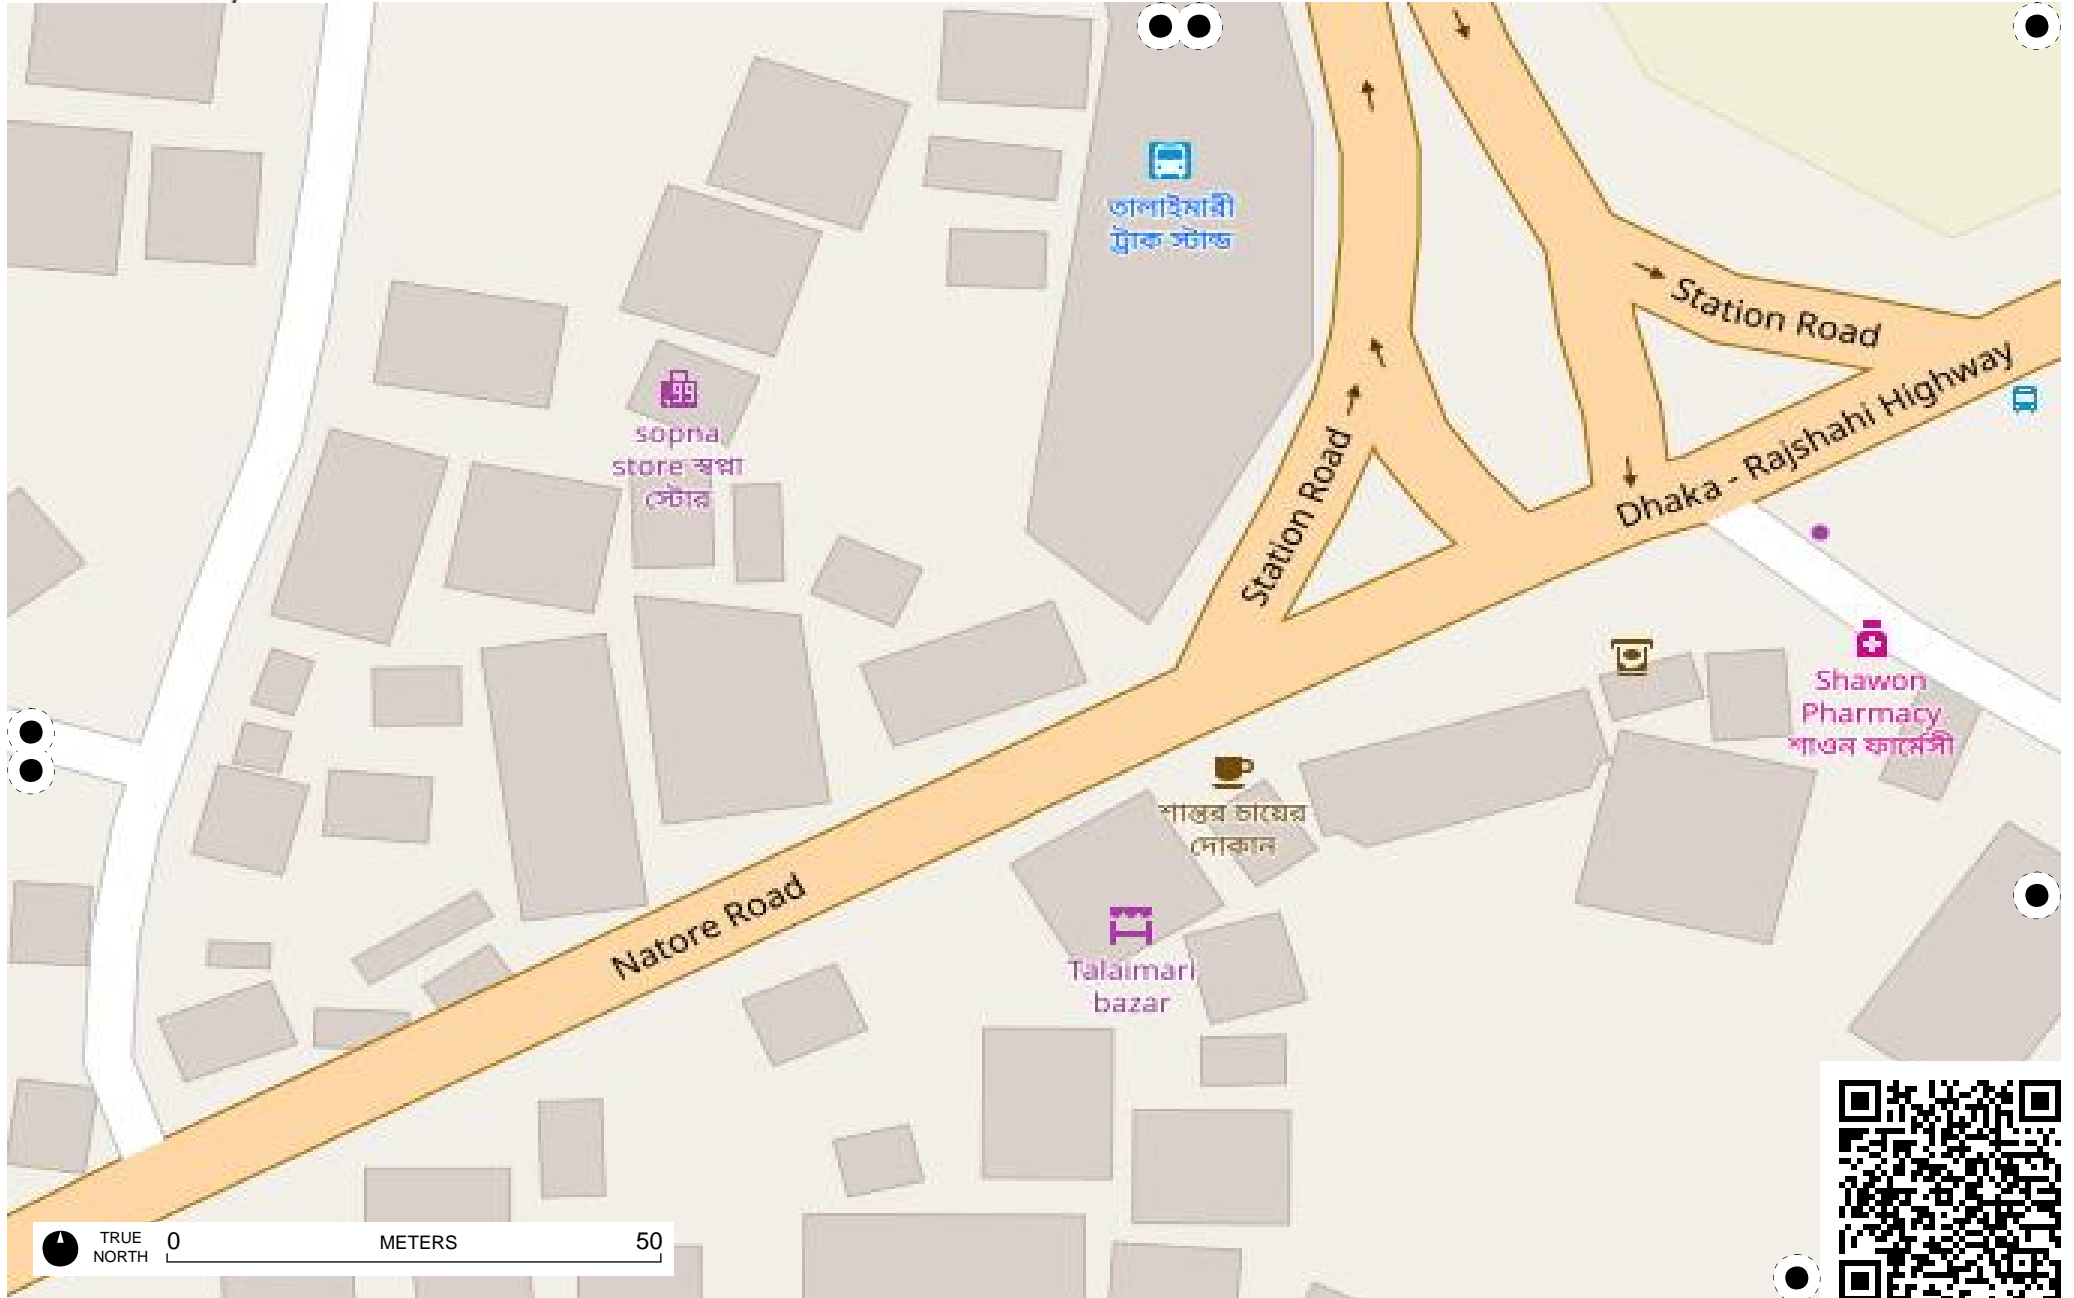 তালাইমারী
ট্রাক স্টান্ড
Station Road
Dhaka - Rajshahi Highway
sopna
store স্বপ্না
স্টোর
Station Road
Shawon
Pharmacy
শাওন ফার্মেসী
শান্তর চায়ের
দোকান
Natore Road
Talaimari
bazar
TRUE
NORTH
0 METERS 50